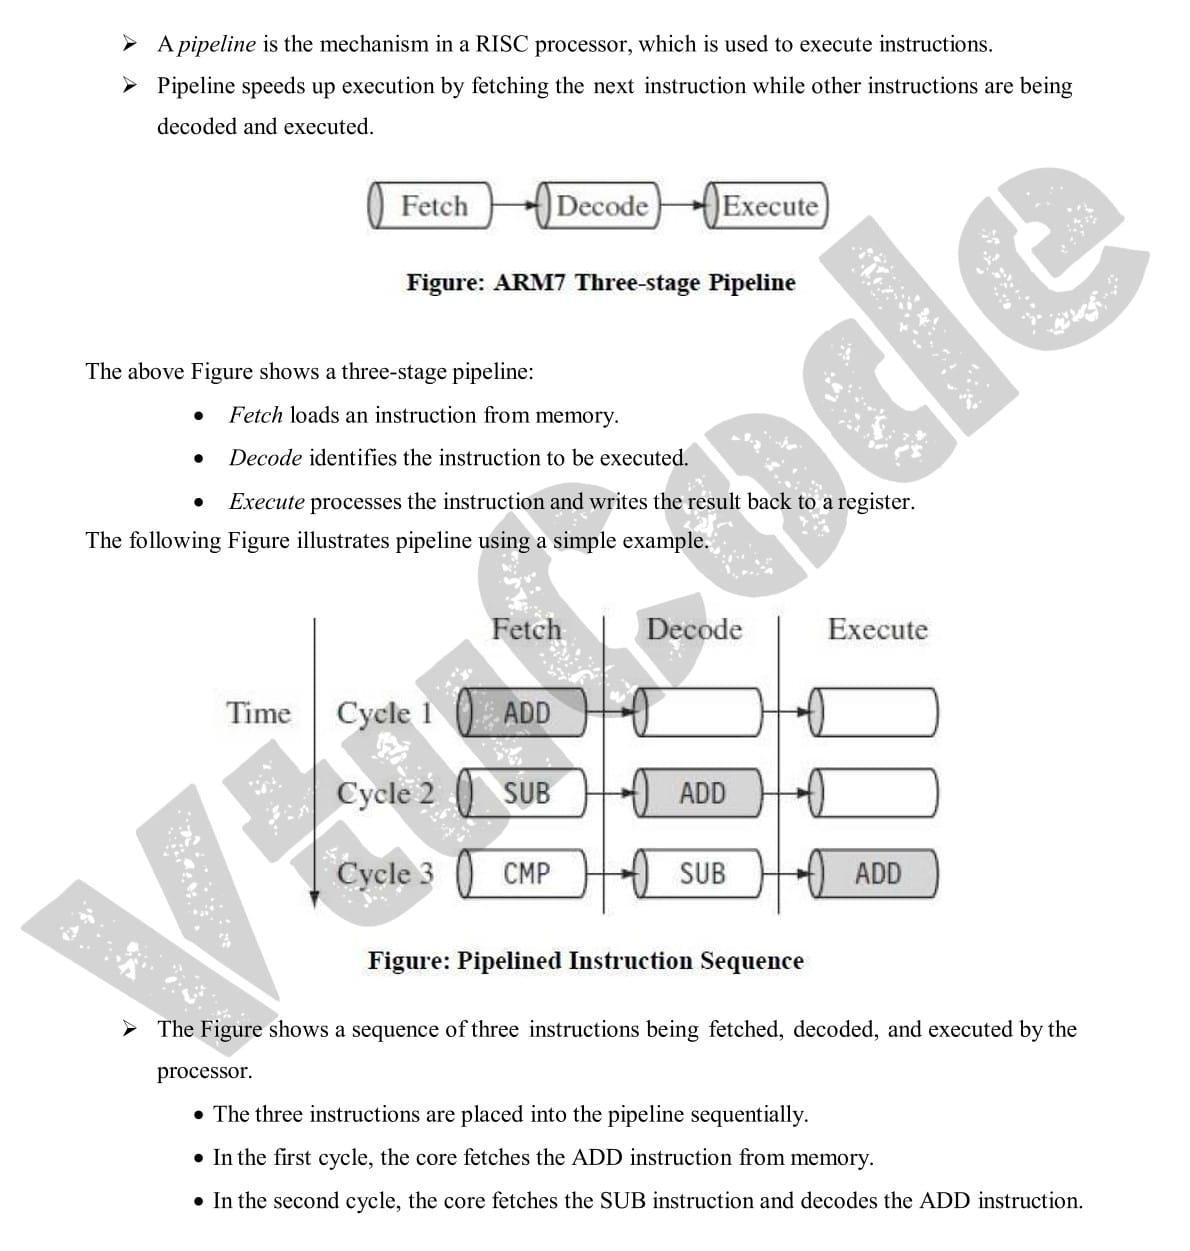 ➢ A pipeline is the mechanism in a RISC processor, which is used to execute instructions.
➢ Pipeline speeds up execution by fetching the next instruction while other instructions are being
decoded and executed.
Fetch Decode Execute
Figure: ARM7 Three-stage Pipeline
The above Figure shows a three-stage pipeline:
• Fetch loads an instruction from memory.
• Decode identifies the instruction to be executed.
• Execute processes the instruction and writes the result back to a register.
The following Figure illustrates pipeline using a simple example.
Fetch Decode Execute
Time Cycle 1 ADD
Cycle 2 SUB ADD
Cycle 3 CMP SUB ADD
Figure: Pipelined Instruction Sequence
➢ The Figure shows a sequence of three instructions being fetched, decoded, and executed by the
processor.
• The three instructions are placed into the pipeline sequentially.
• In the first cycle, the core fetches the ADD instruction from memory.
• In the second cycle, the core fetches the SUB instruction and decodes the ADD instruction.
VtuCode